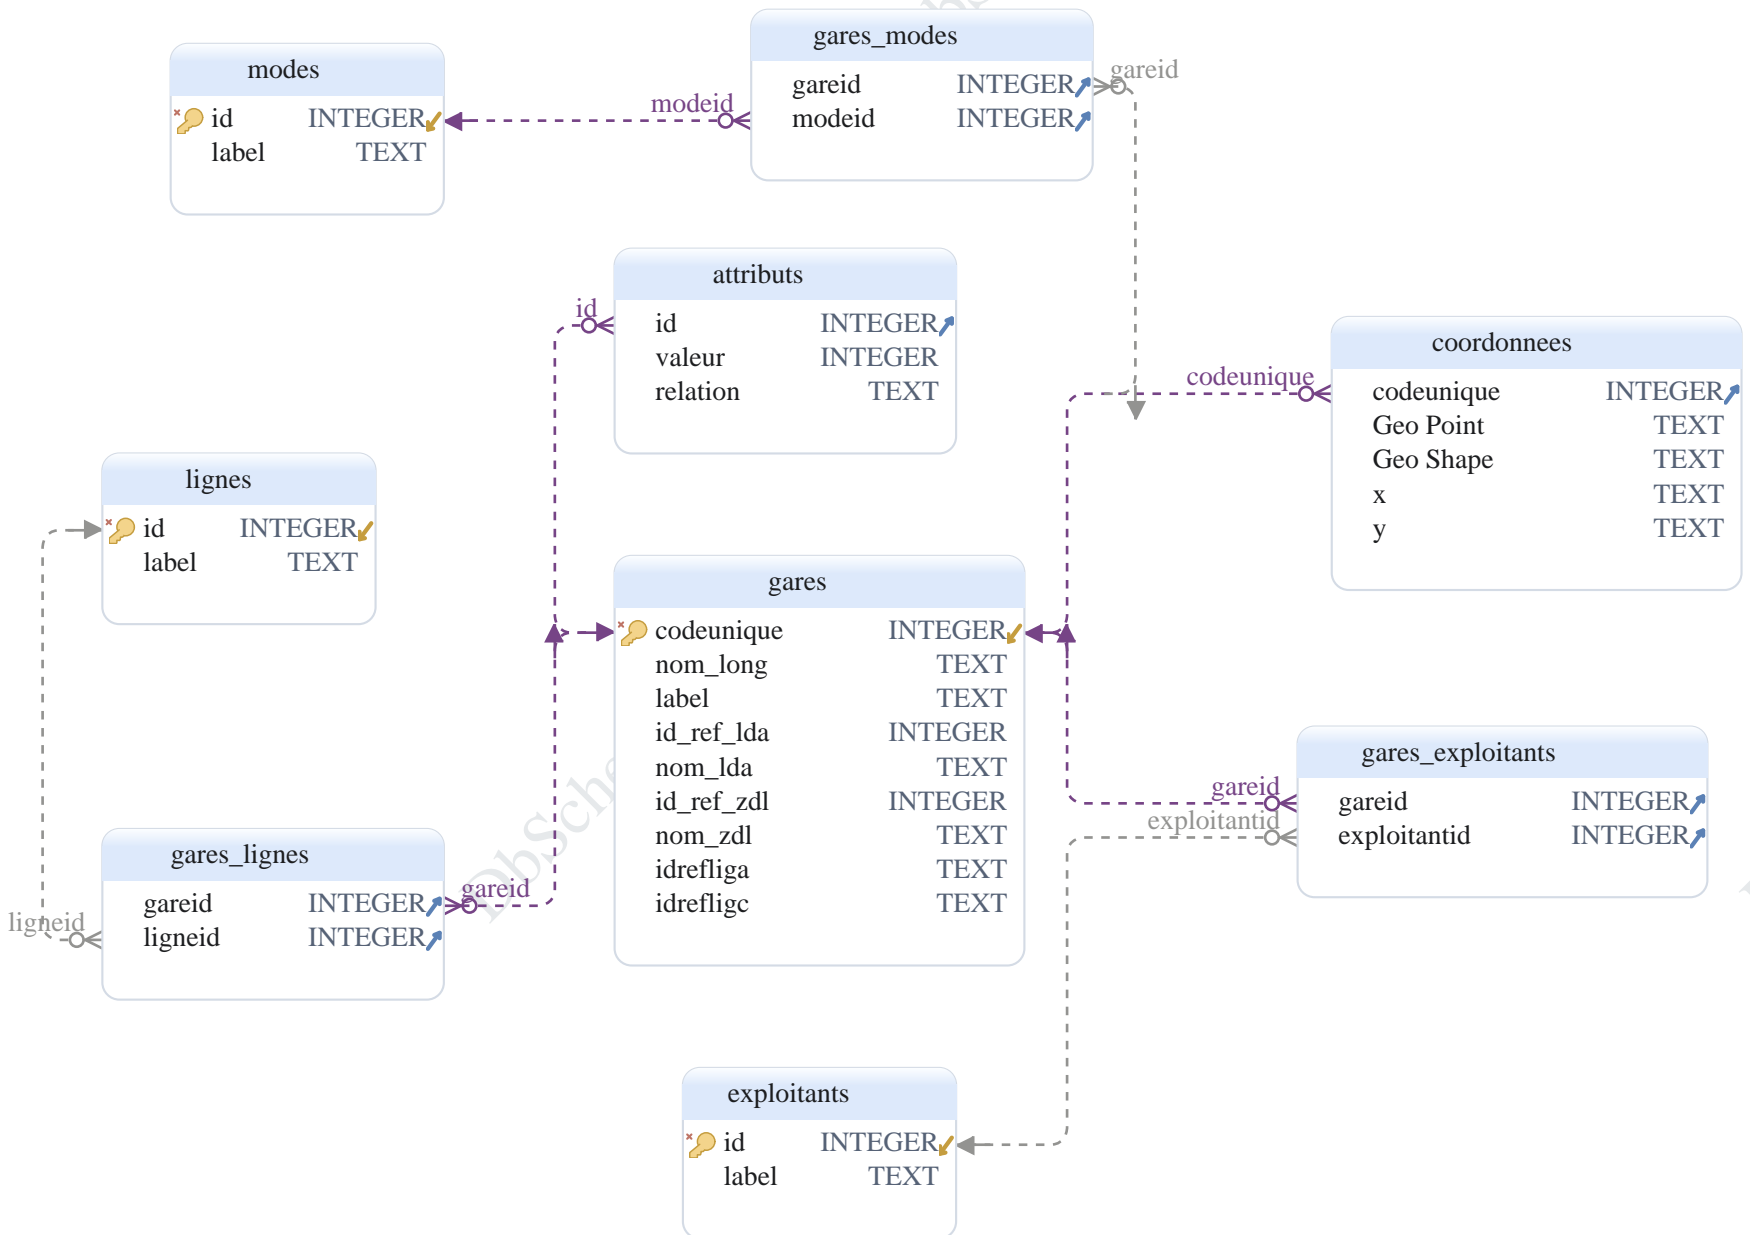 gares_modes
gareid INTEGER
modeid INTEGER
gareid
modes
id INTEGER
label TEXT
modeid
attributs
id INTEGER
valeur INTEGER
relation TEXT
id
coordonnees
codeunique INTEGER
Geo Point TEXT
Geo Shape TEXT
x TEXT
y TEXT
codeunique
lignes
id INTEGER
label TEXT
gares
codeunique INTEGER
nom_long TEXT
label TEXT
id_ref_lda INTEGER
nom_lda TEXT
id_ref_zdl INTEGER
nom_zdl TEXT
idrefliga TEXT
idrefligc TEXT
gares_exploitants
gareid INTEGER
exploitantid INTEGER
gareid
exploitantid
gares_lignes
gareid INTEGER
ligneid INTEGER
gareid
ligneid
exploitants
id INTEGER
label TEXT